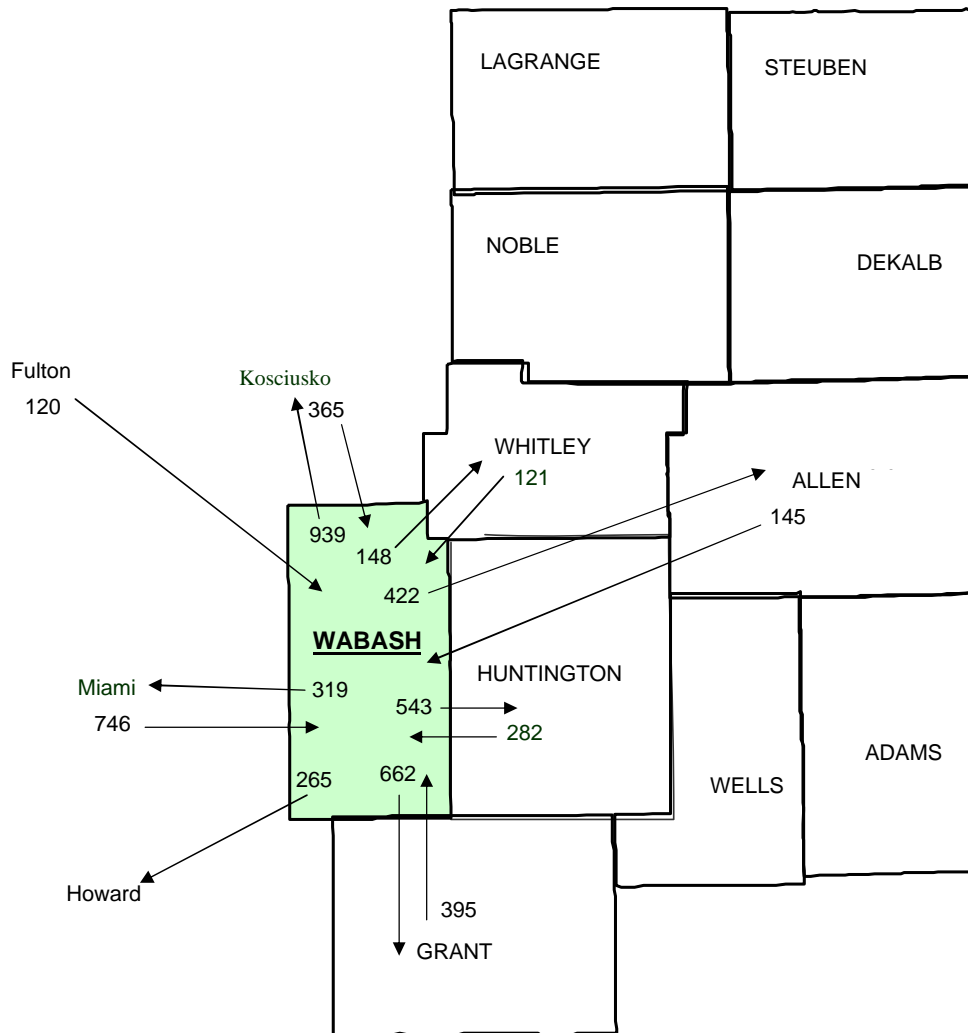 LAGRANGE
STEUBEN
NOBLE
DEKALB
Fulton
120
Kosciusko
365
WHITLEY
121
ALLEN
145
939
148
422
WABASH
HUNTINGTON
Miami
319
746
543
282
265
662
WELLS
ADAMS
Howard
395
GRANT